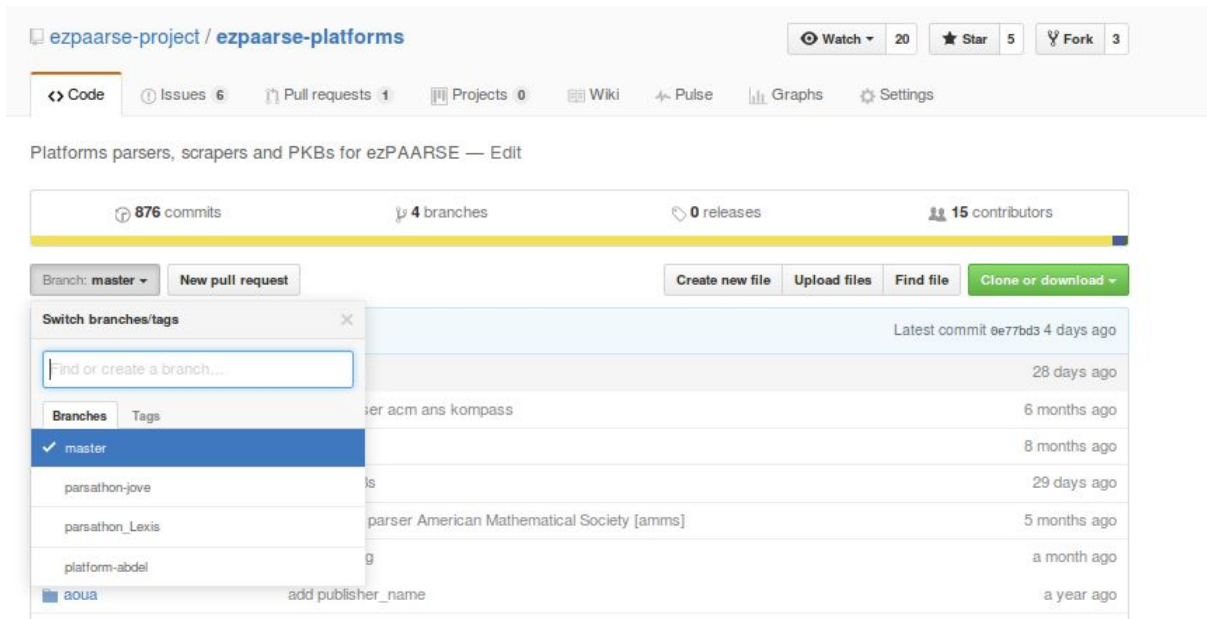 ezpaarse-project / ezpaarse-platforms
Watch 20 Star 5 Fork 3
Code Issues 6 Pull requests 1 Projects 0 Wiki Pulse Graphs Settings
Platforms parsers, scrapers and PKBs for ezPAARSE — Edit
876 commits 4 branches 0 releases 15 contributors
Branch: master New pull request Create new file Upload files Find file Clone or download
Switch branches/tags
Latest commit 0e77bd3 4 days ago
Find or create a branch...
28 days ago
Branches Tags
acm ans kompass 6 months ago
master 8 months ago
parsathon-jove 29 days ago
parsathon_Lexis parser American Mathematical Society [amms] 5 months ago
platform-abdel a month ago
aoua add publisher_name a year ago